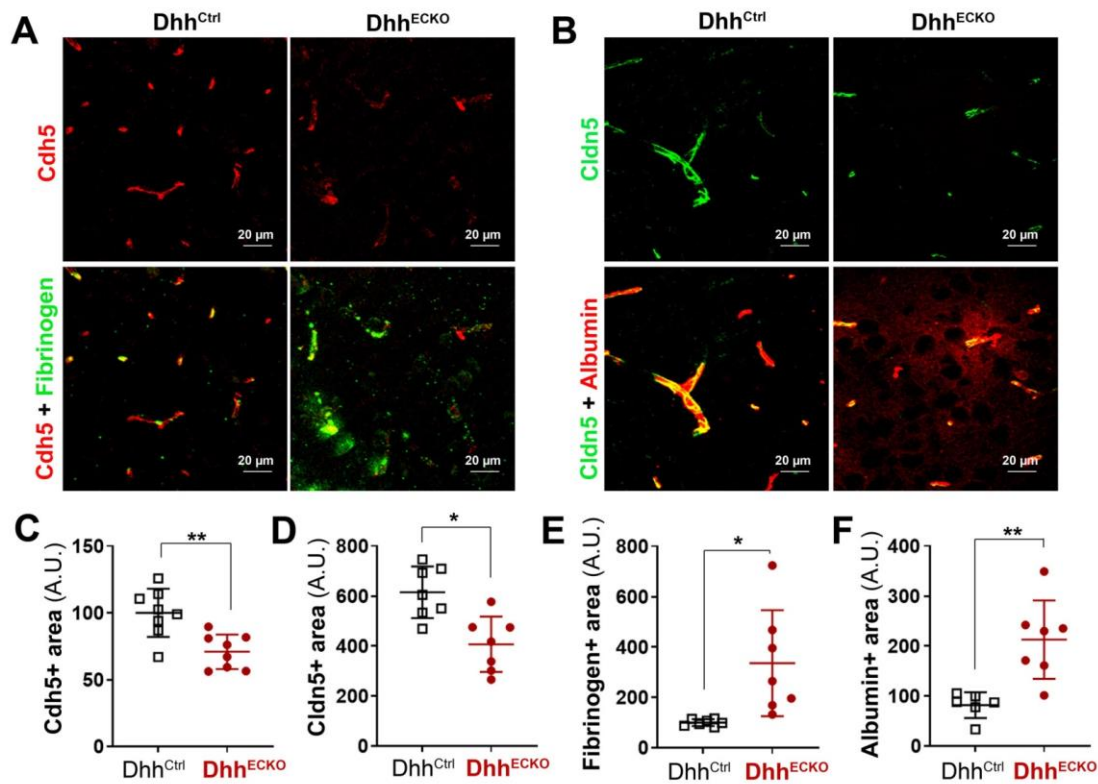 A
Dhh^Ctrl
Dhh^ECKO
Cdh5
20 µm
20 µm
Cdh5 + Fibrinogen
20 µm
20 µm
B
Dhh^Ctrl
Dhh^ECKO
Cldn5
20 µm
20 µm
Cldn5 + Albumin
20 µm
20 µm
C
Cdh5+ area (A.U.)
150
100
50
0
**
Dhh^Ctrl
Dhh^ECKO
D
Cldn5+ area (A.U.)
800
600
400
200
0
*
Dhh^Ctrl
Dhh^ECKO
E
Fibrinogen+ area (A.U.)
800
600
400
200
0
*
Dhh^Ctrl
Dhh^ECKO
F
Albumin+ area (A.U.)
400
300
200
100
0
**
Dhh^Ctrl
Dhh^ECKO